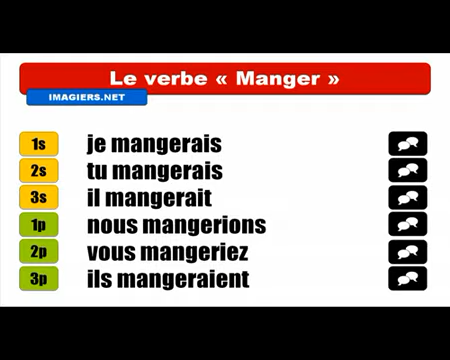 Le verbe « Manger »
IMAGIERS.NET
1s je mangerais
2s tu mangerais
3s il mangerait
1p nous mangerions
2p vous mangeriez
3p ils mangeraient